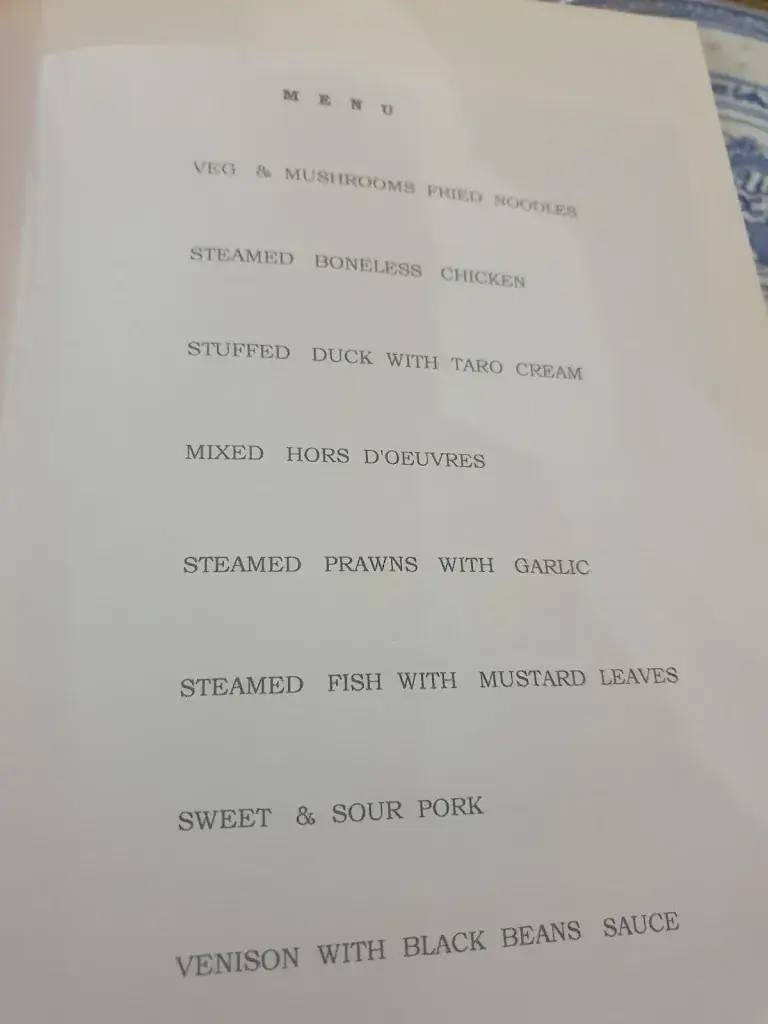 M E N U
VEG & MUSHROOMS FRIED NOODLES
STEAMED BONELESS CHICKEN
STUFFED DUCK WITH TARO CREAM
MIXED HORS D'OEUVRES
STEAMED PRAWNS WITH GARLIC
STEAMED FISH WITH MUSTARD LEAVES
SWEET & SOUR PORK
VENISON WITH BLACK BEANS SAUCE